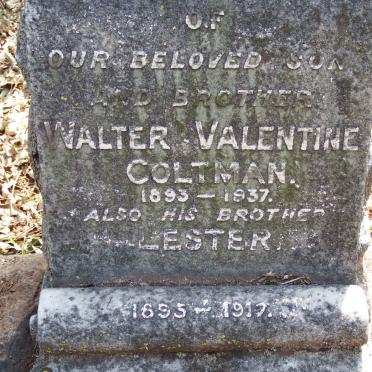 OF
OUR BELOVED SON
AND BROTHER
WALTER VALENTINE
COLTMAN.
1893 — 1937.
ALSO HIS BROTHER
LESTER
1895 — 1917.